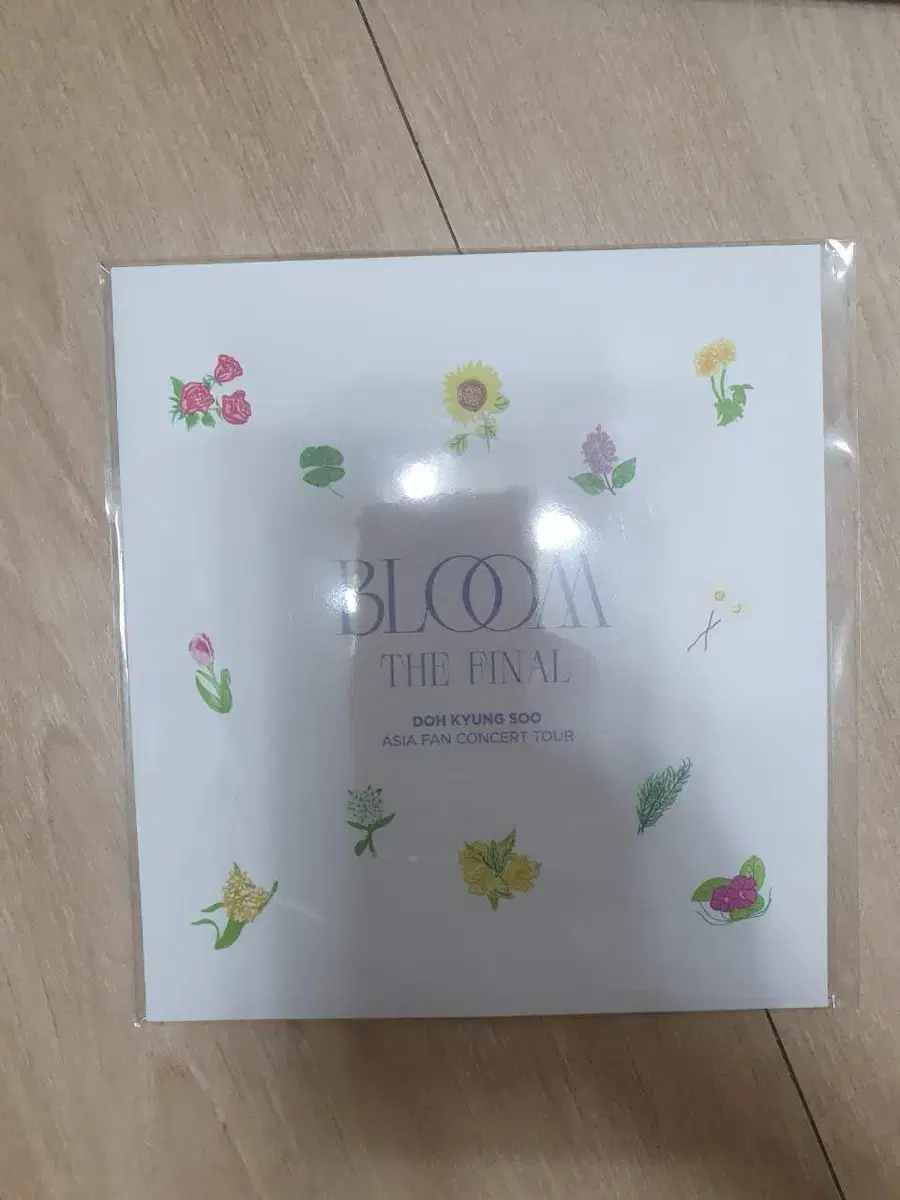 BLOOM
THE FINAL
DOH KYUNG SOO
ASIA FAN CONCERT TOUR